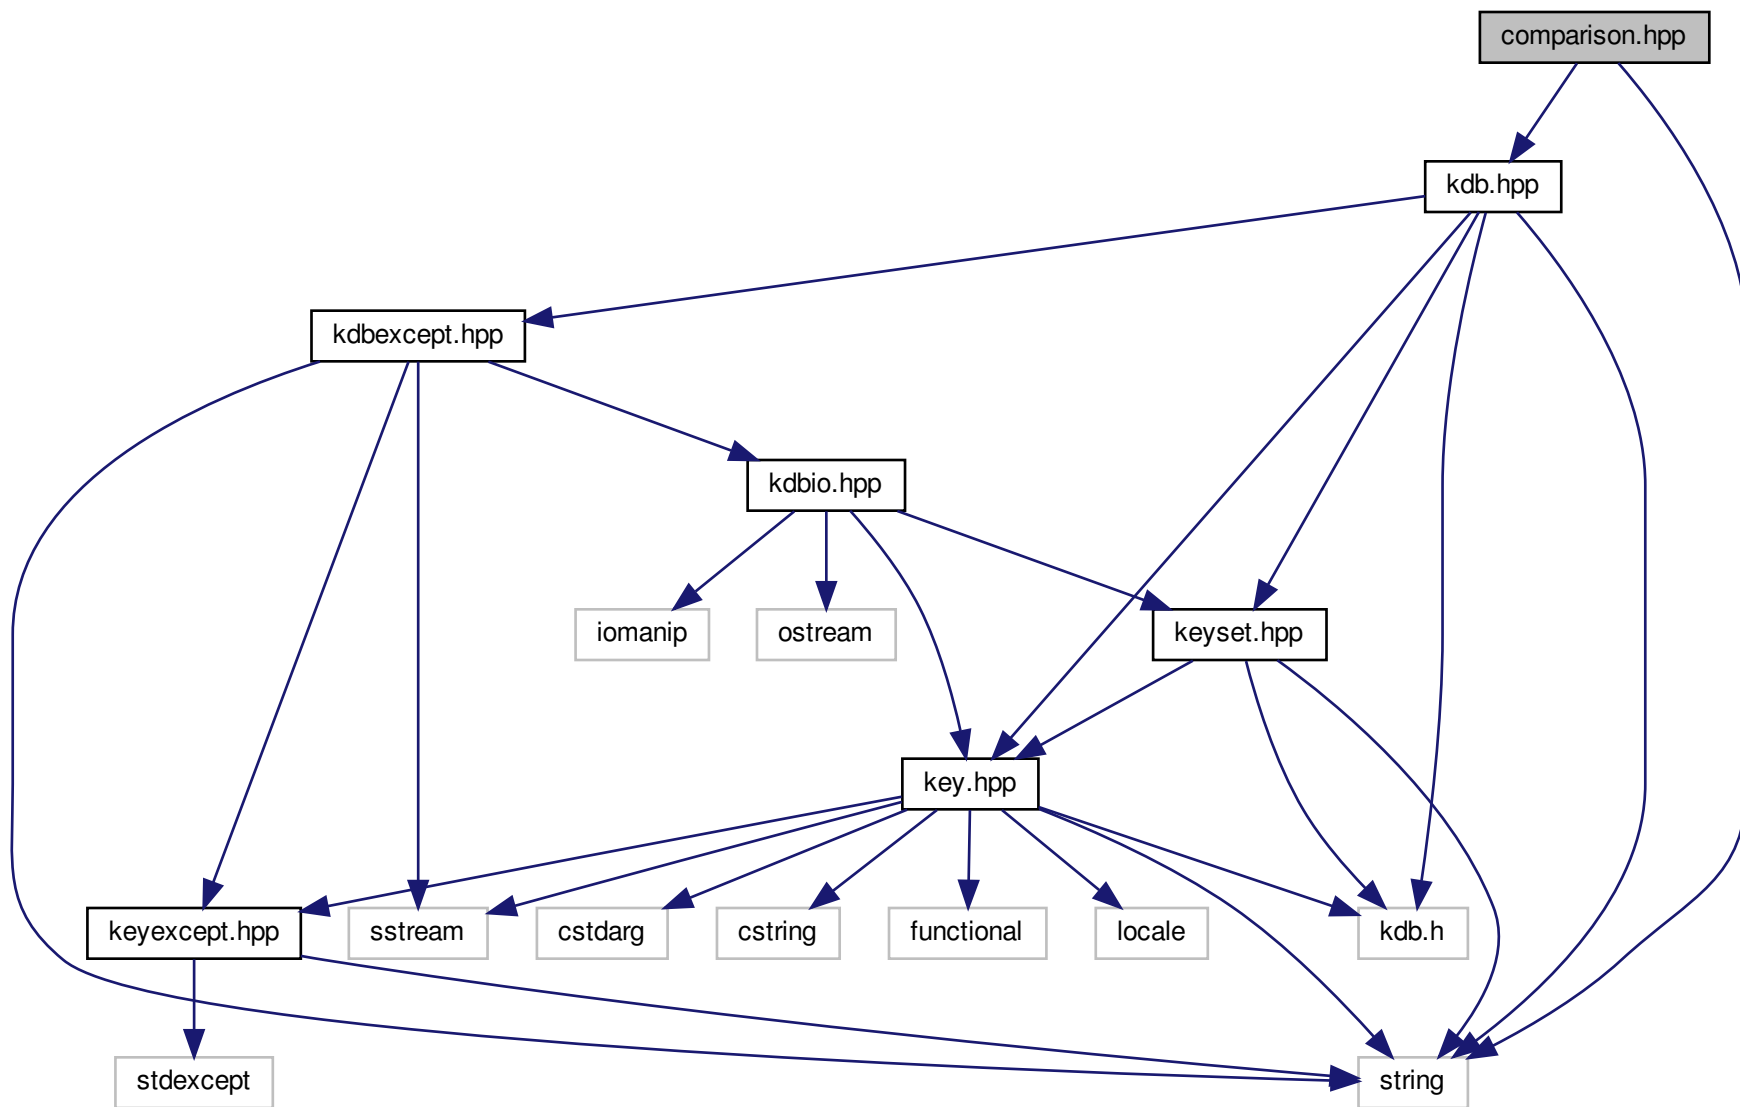 comparison.hpp
kdb.hpp
kdbexcept.hpp
kdbio.hpp
iomanip
ostream
keyset.hpp
key.hpp
keyexcept.hpp
sstream
cstdarg
cstring
functional
locale
kdb.h
stdexcept
string